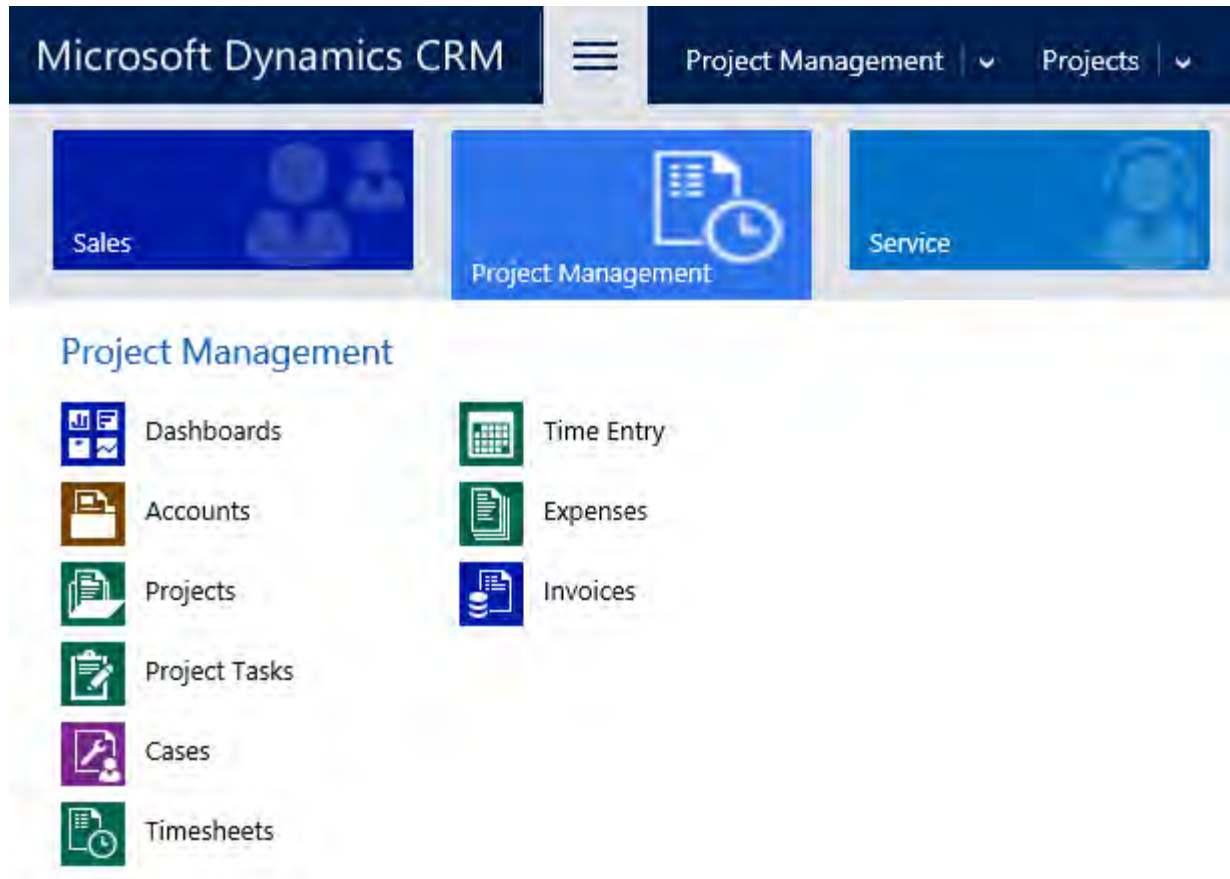 Microsoft Dynamics CRM Project Management Projects
Sales Project Management Service
Project Management
Dashboards
Accounts
Projects
Project Tasks
Cases
Timesheets
Time Entry
Expenses
Invoices